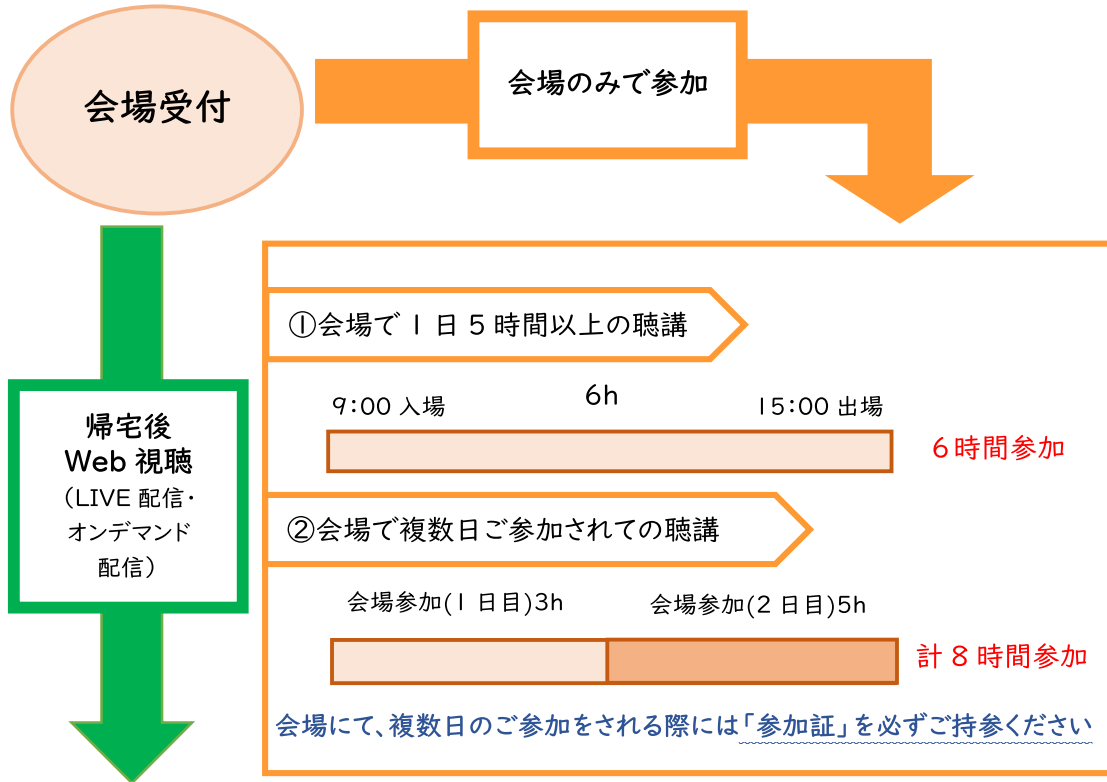 会場受付
会場のみで参加
①会場で1日5時間以上の聴講
9:00 入場
6h
15:00 出場
6時間参加
②会場で複数日ご参加されての聴講
会場参加(1日目)3h
会場参加(2日目)5h
計8時間参加
会場にて、複数日のご参加をされる際には「参加証」を必ずご持参ください
帰宅後
Web 視聴
(LIVE 配信・
オンデマンド
配信)